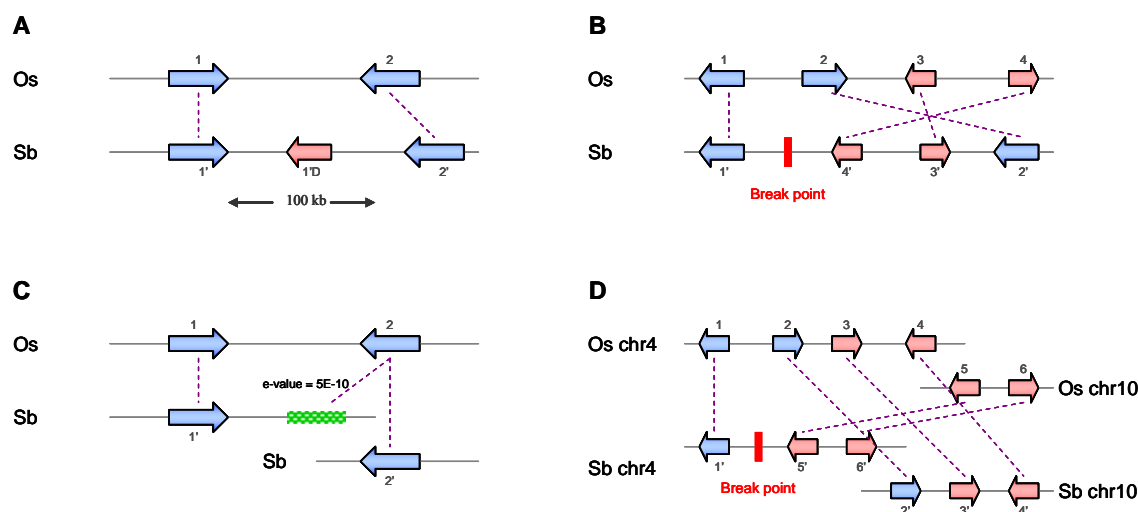 A
1 2
Os
Sb
1' 1'D 2'
100 kb
B
1 2 3 4
Os
Sb
1' 4' 3' 2'
Break point
C
1 2
Os
e-value = 5E-10
Sb
1'
Sb
2'
D
1 2 3 4
Os chr4
5 6
Os chr10
Sb chr4
1' 5' 6'
Break point
Sb chr10
2' 3' 4'